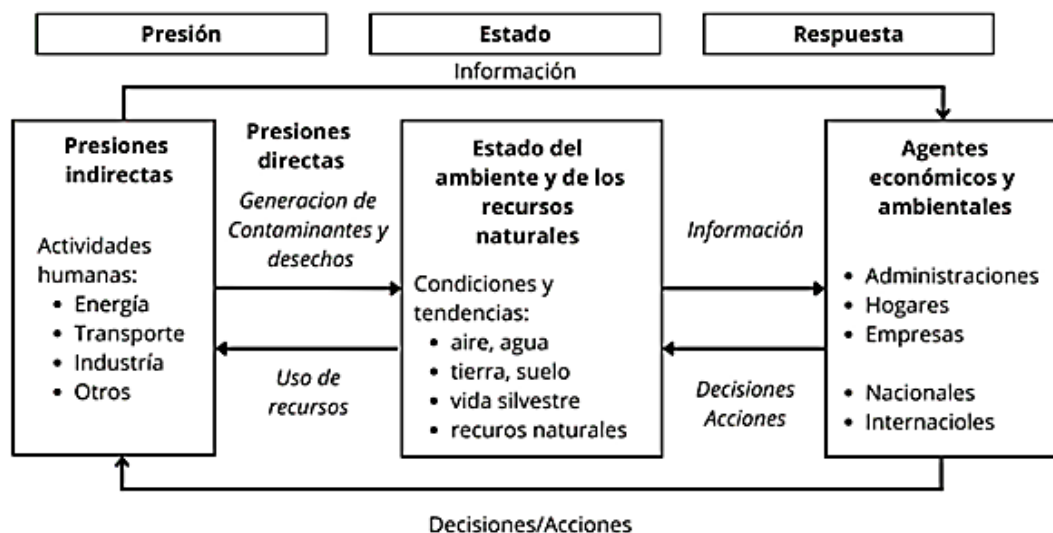 Presión
Estado
Respuesta
Información
Presiones
indirectas
Actividades
humanas:
• Energía
• Transporte
• Industría
• Otros
Presiones
directas
Generacion de
Contaminantes y
desechos
Uso de
recursos
Estado del
ambiente y de los
recursos
naturales
Condiciones y
tendencias:
• aire, agua
• tierra, suelo
• vida silvestre
• recuros naturales
Información
Decisiones
Acciones
Agentes
económicos y
ambientales
• Administraciones
• Hogares
• Empresas
• Nacionales
• Internacioles
Decisiones/Acciones